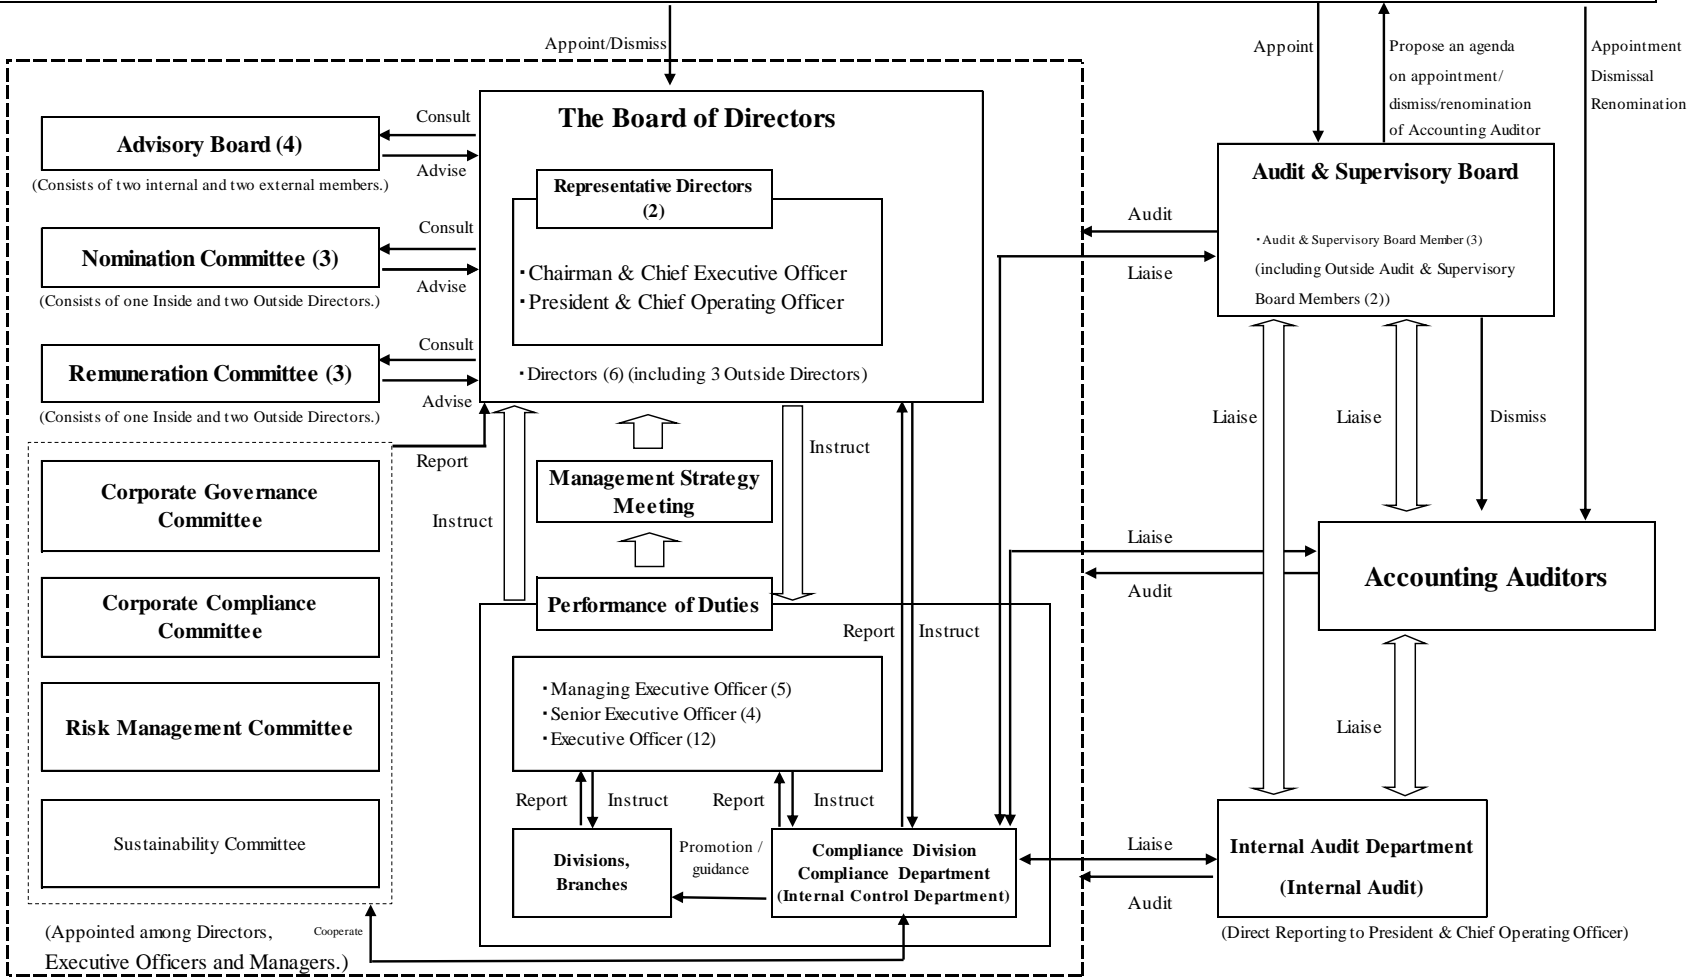 Appoint/Dismiss
Appoint
Propose an agenda
on appointment/
dismiss/renomination
of Accounting Auditor
Appointment
Dismissal
Renomination
The Board of Directors
Representative Directors
(2)
・Chairman & Chief Executive Officer
・President & Chief Operating Officer
・Directors (6) (including 3 Outside Directors)
Consult
Advisory Board (4)
Advise
(Consists of two internal and two external members.)
Consult
Nomination Committee (3)
Advise
(Consists of one Inside and two Outside Directors.)
Consult
Remuneration Committee (3)
Advise
(Consists of one Inside and two Outside Directors.)
Report
Corporate Governance
Committee
Corporate Compliance
Committee
Risk Management Committee
Sustainability Committee
(Appointed among Directors,
Executive Officers and Managers.)
Cooperate
Instruct
Management Strategy
Meeting
Instruct
Performance of Duties
Report
Instruct
・Managing Executive Officer (5)
・Senior Executive Officer (4)
・Executive Officer (12)
Report
Instruct
Report
Instruct
Divisions,
Branches
Promotion /
guidance
Compliance Division
Compliance Department
(Internal Control Department)
Audit
Liaise
Audit & Supervisory Board
・Audit & Supervisory Board Member (3)
(including Outside Audit & Supervisory
Board Members (2))
Liaise
Liaise
Dismiss
Liaise
Audit
Accounting Auditors
Liaise
Liaise
Audit
Internal Audit Department
(Internal Audit)
(Direct Reporting to President & Chief Operating Officer)